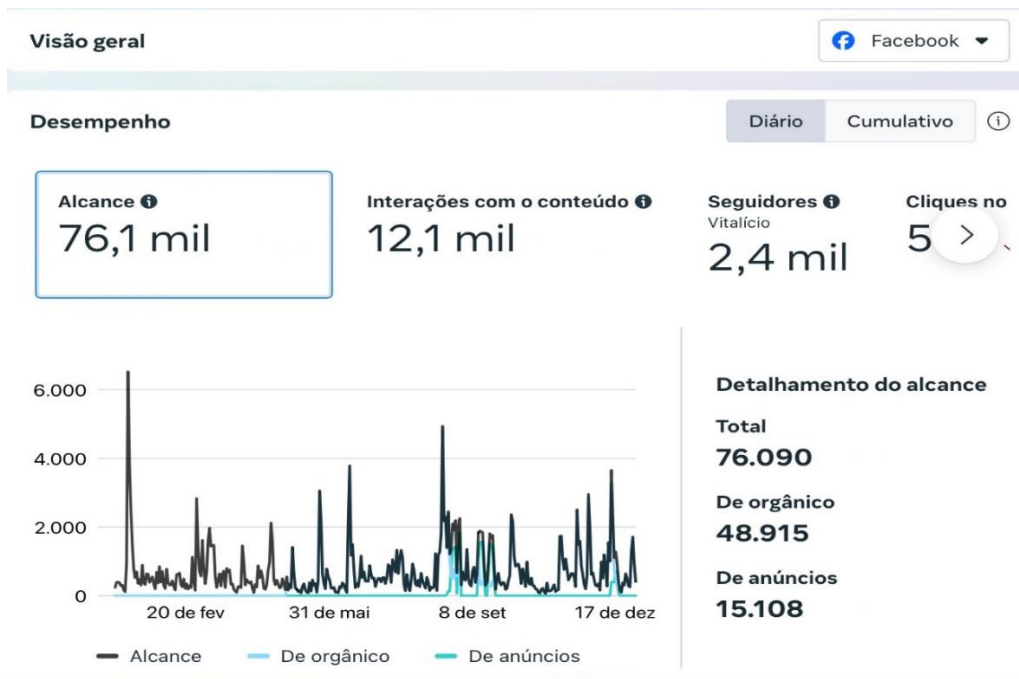 Visão geral
Facebook
Desempenho
Diário Cumulativo
Alcance
76,1 mil
Interações com o conteúdo
12,1 mil
Seguidores
Vitalício
2,4 mil
Cliques no
5
6.000
4.000
2.000
0
20 de fev 31 de mai 8 de set 17 de dez
Alcance De orgânico De anúncios
Detalhamento do alcance
Total
76.090
De orgânico
48.915
De anúncios
15.108